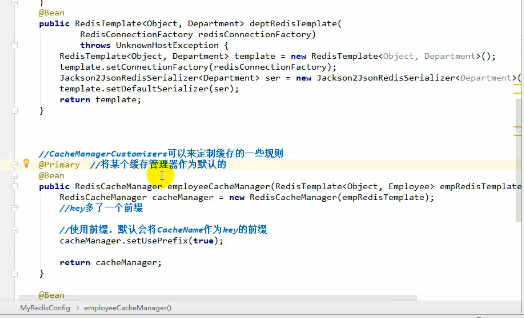 }
@Bean
public RedisTemplate<Object, Department> deptRedisTemplate(
RedisConnectionFactory redisConnectionFactory)
throws UnknownHostException {
RedisTemplate<Object, Department> template = new RedisTemplate<Object, Department>();
template.setConnectionFactory(redisConnectionFactory);
Jackson2JsonRedisSerializer<Department> ser = new Jackson2JsonRedisSerializer<Department>(
template.setDefaultSerializer(ser);
return template;
}
//CacheManagerCustomizers可以来定制缓存的一些规则
@Primary //将某个缓存管理器作为默认的
@Bean
public RedisCacheManager employeeCacheManager(RedisTemplate<Object, Employee> empRedisTemplate
RedisCacheManager cacheManager = new RedisCacheManager(empRedisTemplate);
//key多了一个前缀
//使用前缀，默认会将CacheName作为key的前缀
cacheManager.setUsePrefix(true);
return cacheManager;
}
@Bean
MyRedisConfig > employeeCacheManager()